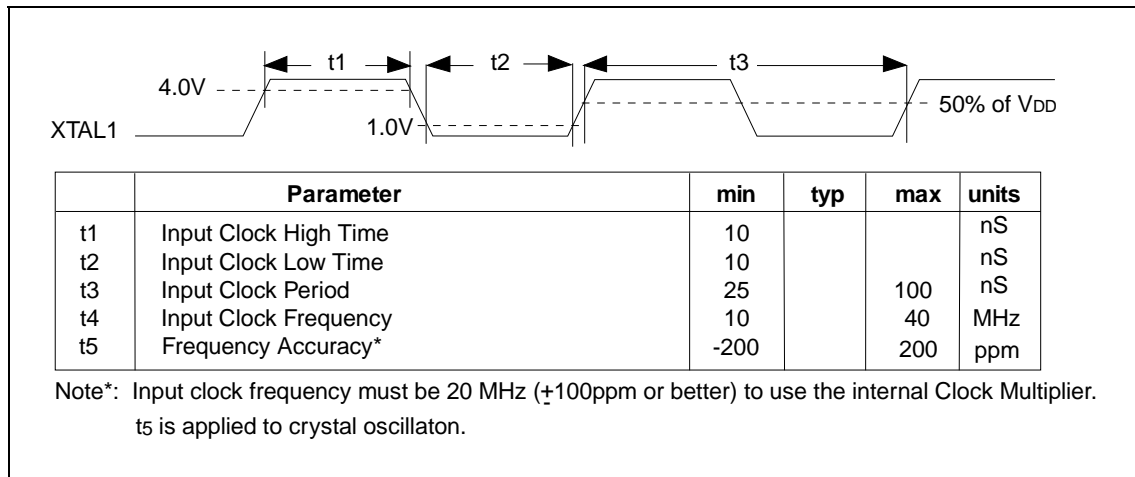 t1 t2 t3
4.0V
50% of VDD
XTAL1 1.0V
Parameter min typ max units
t1 Input Clock High Time 10 nS
t2 Input Clock Low Time 10 nS
t3 Input Clock Period 25 100 nS
t4 Input Clock Frequency 10 40 MHz
t5 Frequency Accuracy* -200 200 ppm
Note*: Input clock frequency must be 20 MHz (±100ppm or better) to use the internal Clock Multiplier.
t5 is applied to crystal oscillaton.